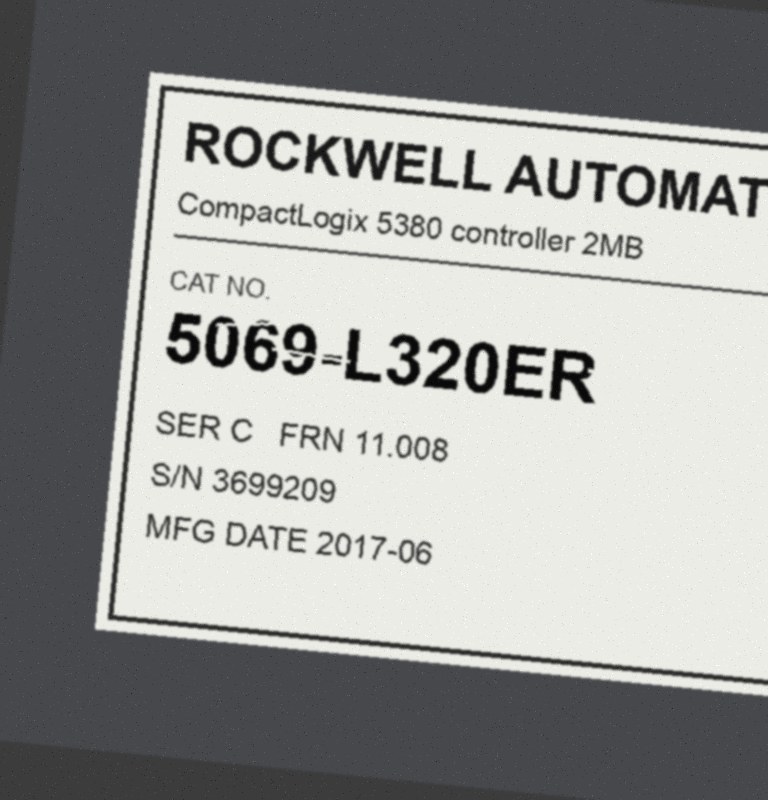 ROCKWELL AUTOMAT
CompactLogix 5380 controller 2MB
CAT NO.
5069-L320ER
SER C FRN 11.008
S/N 3699209
MFG DATE 2017-06